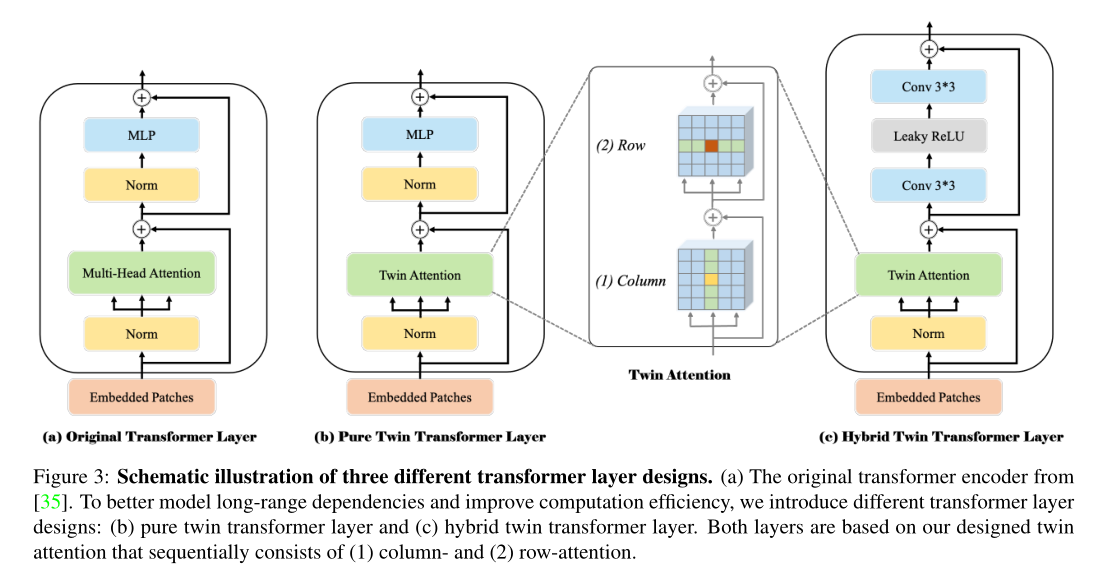 MLP
Norm
Multi-Head Attention
Norm
Embedded Patches
(a) Original Transformer Layer
MLP
Norm
Twin Attention
Norm
Embedded Patches
(b) Pure Twin Transformer Layer
(2) Row
(1) Column
Twin Attention
Conv 3*3
Leaky ReLU
Conv 3*3
Twin Attention
Norm
Embedded Patches
(c) Hybrid Twin Transformer Layer
Figure 3: Schematic illustration of three different transformer layer designs. (a) The original transformer encoder from
[35]. To better model long-range dependencies and improve computation efficiency, we introduce different transformer layer
designs: (b) pure twin transformer layer and (c) hybrid twin transformer layer. Both layers are based on our designed twin
attention that sequentially consists of (1) column- and (2) row-attention.